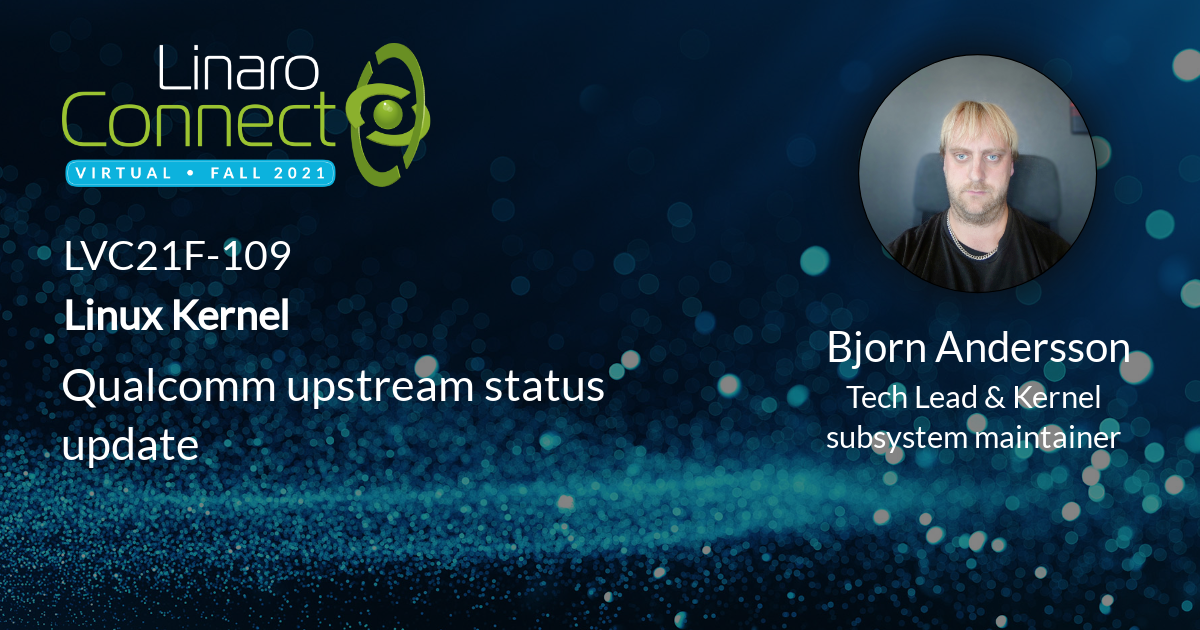 Linaro
Connect
VIRTUAL • FALL 2021
LVC21F-109
Linux Kernel
Qualcomm upstream status
update
Bjorn Andersson
Tech Lead & Kernel
subsystem maintainer